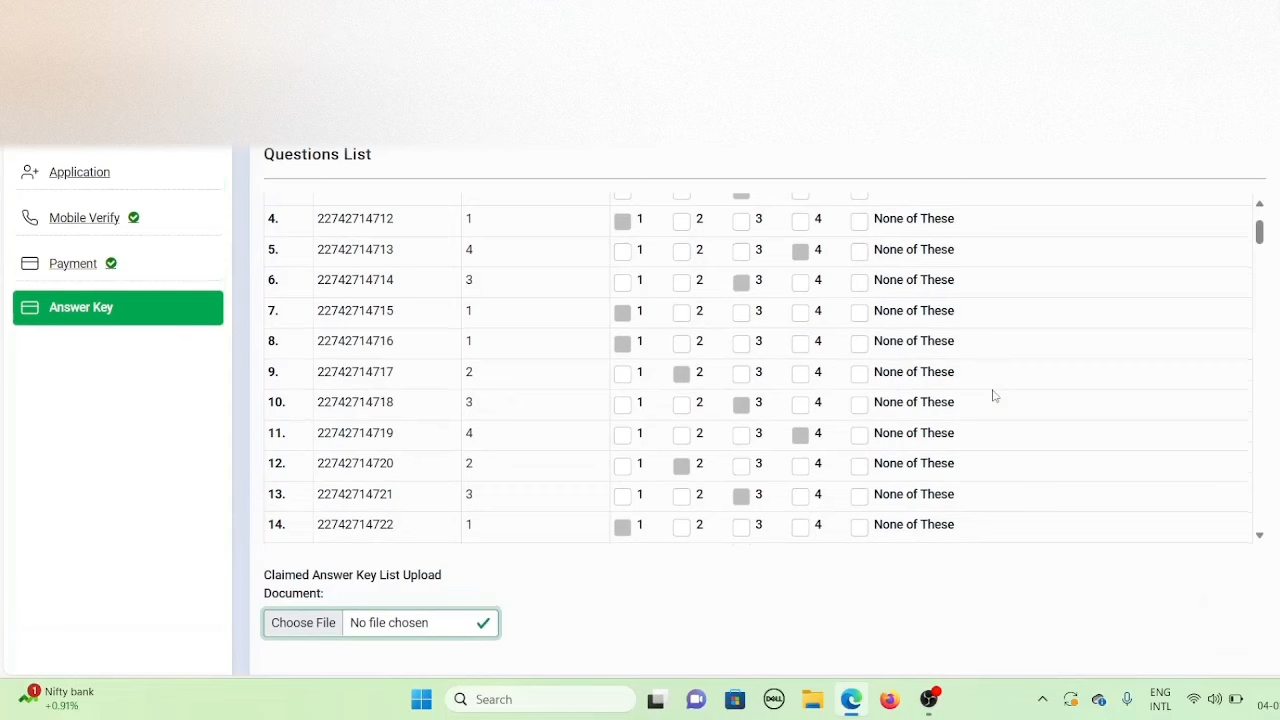 Questions List
Application
Mobile Verify
Payment
Answer Key
4. 22742714712 1 1 2 3 4 None of These
5. 22742714713 4 1 2 3 4 None of These
6. 22742714714 3 1 2 3 4 None of These
7. 22742714715 1 1 2 3 4 None of These
8. 22742714716 1 1 2 3 4 None of These
9. 22742714717 2 1 2 3 4 None of These
10. 22742714718 3 1 2 3 4 None of These
11. 22742714719 4 1 2 3 4 None of These
12. 22742714720 2 1 2 3 4 None of These
13. 22742714721 3 1 2 3 4 None of These
14. 22742714722 1 1 2 3 4 None of These
Claimed Answer Key List Upload
Document:
Choose File No file chosen
1 Nifty bank
+0.91%
Search
DELL
ENG
INTL
04-0